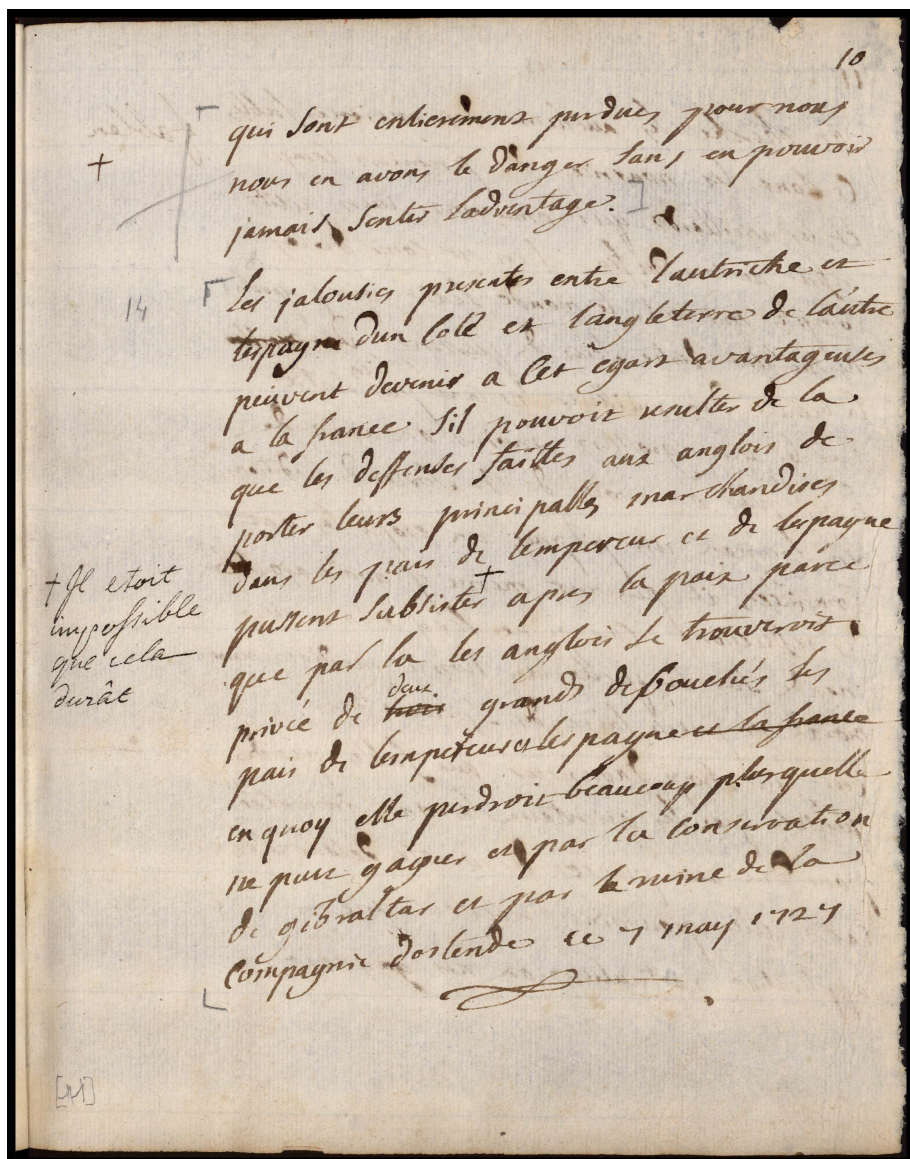 10
qui sont entierement perdues pour nous
+
nous en avons le danger sans en pouvoir
jamais sentir ladventage. ]
14
les jalousies presentes entre lautriche et
lespagne dun coté et langleterre de lautre
peuvent devenir a cet egart avantageuses
a la france sil pouvoit resulter de la
que les deffenses faittes aux anglois de
porter leurs principalles marchandises
dans les pais de lempereur et de lespagne
pussent subsister + apres la paix parce
que par la les anglois se trouveroit
privée de trois deux grands debouchés les
pais de lempereur et lespagne et la france
en quoy elle perdroit beaucoup plus quelle
ne peut gagner et par la conservation
de gibraltar et par la ruine de la
compagnie dostende ce 7 may 1727
+ Il etoit
impossible
que cela
durât
[11]